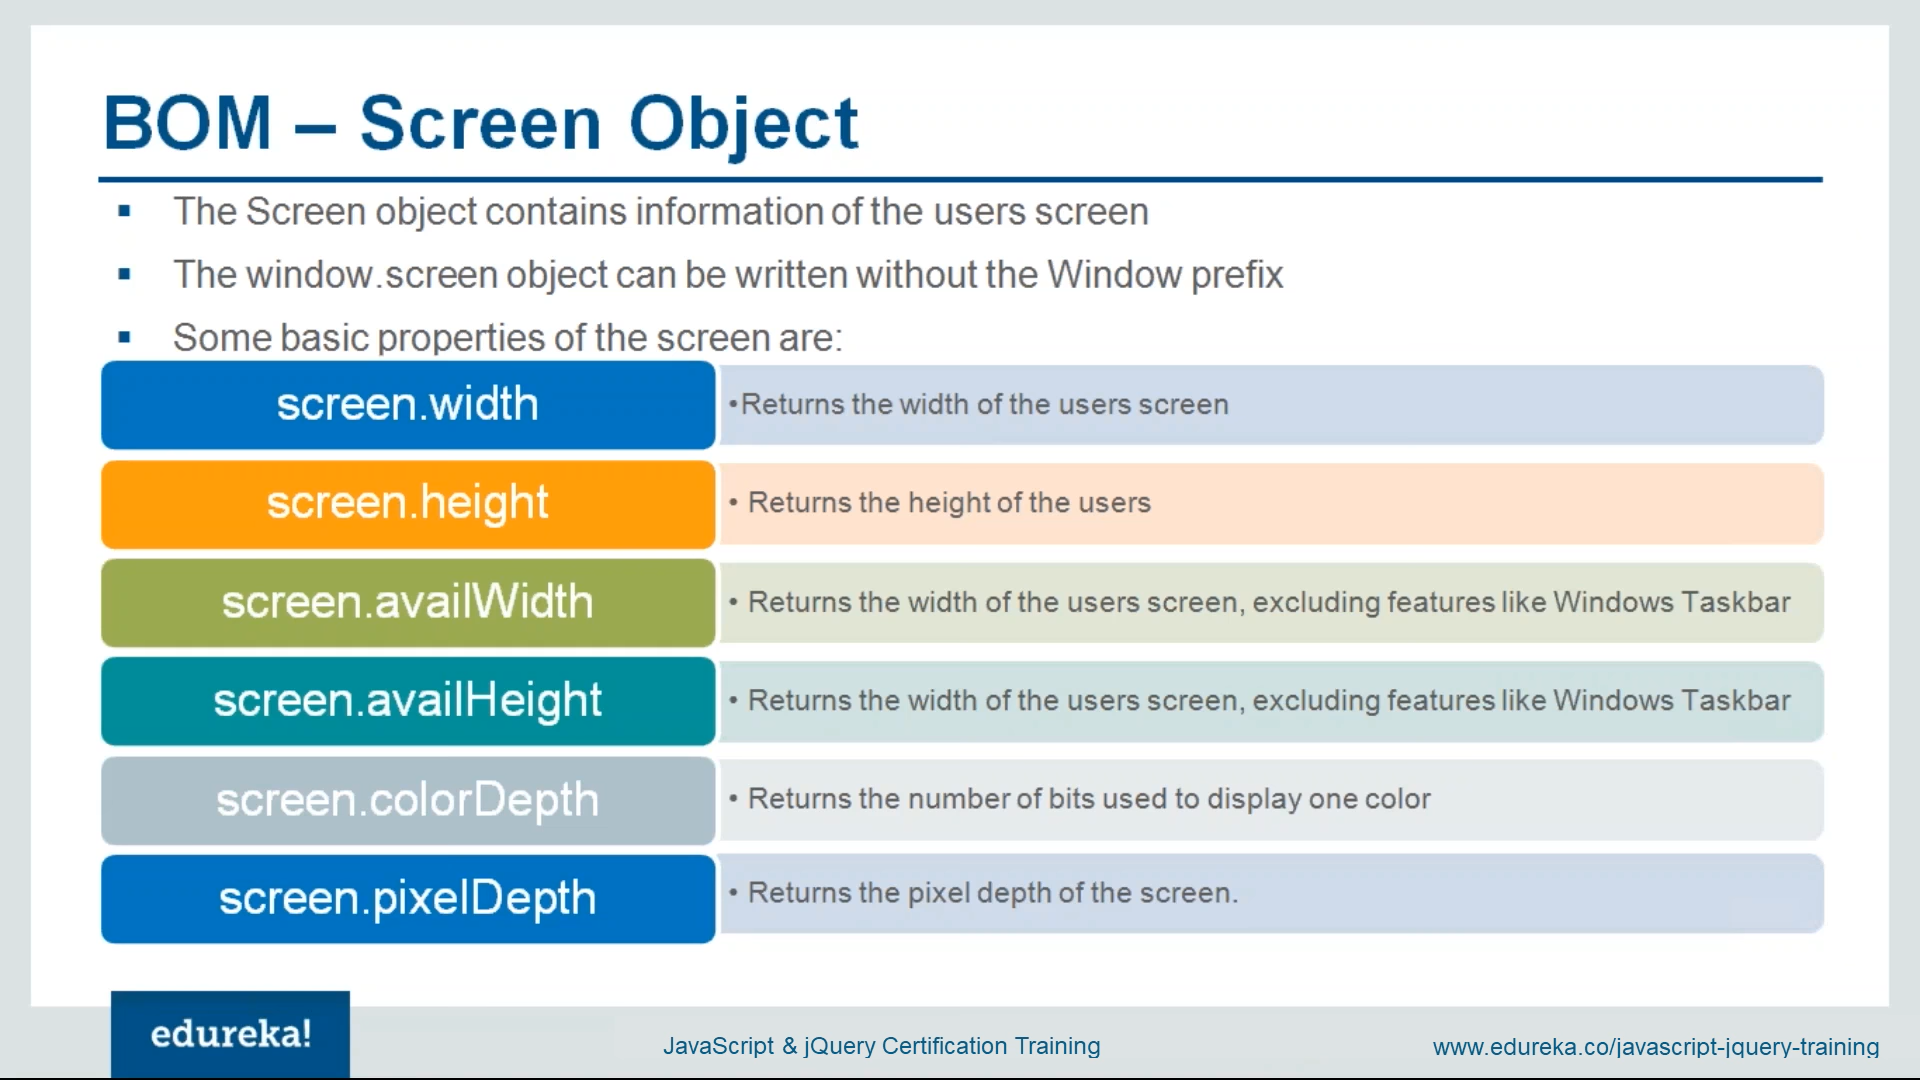 BOM – Screen Object
▪ The Screen object contains information of the users screen
▪ The window.screen object can be written without the Window prefix
▪ Some basic properties of the screen are:
screen.width
•Returns the width of the users screen
screen.height
• Returns the height of the users
screen.availWidth
• Returns the width of the users screen, excluding features like Windows Taskbar
screen.availHeight
• Returns the width of the users screen, excluding features like Windows Taskbar
screen.colorDepth
• Returns the number of bits used to display one color
screen.pixelDepth
• Returns the pixel depth of the screen.
edureka!
JavaScript & jQuery Certification Training
www.edureka.co/javascript-jquery-training